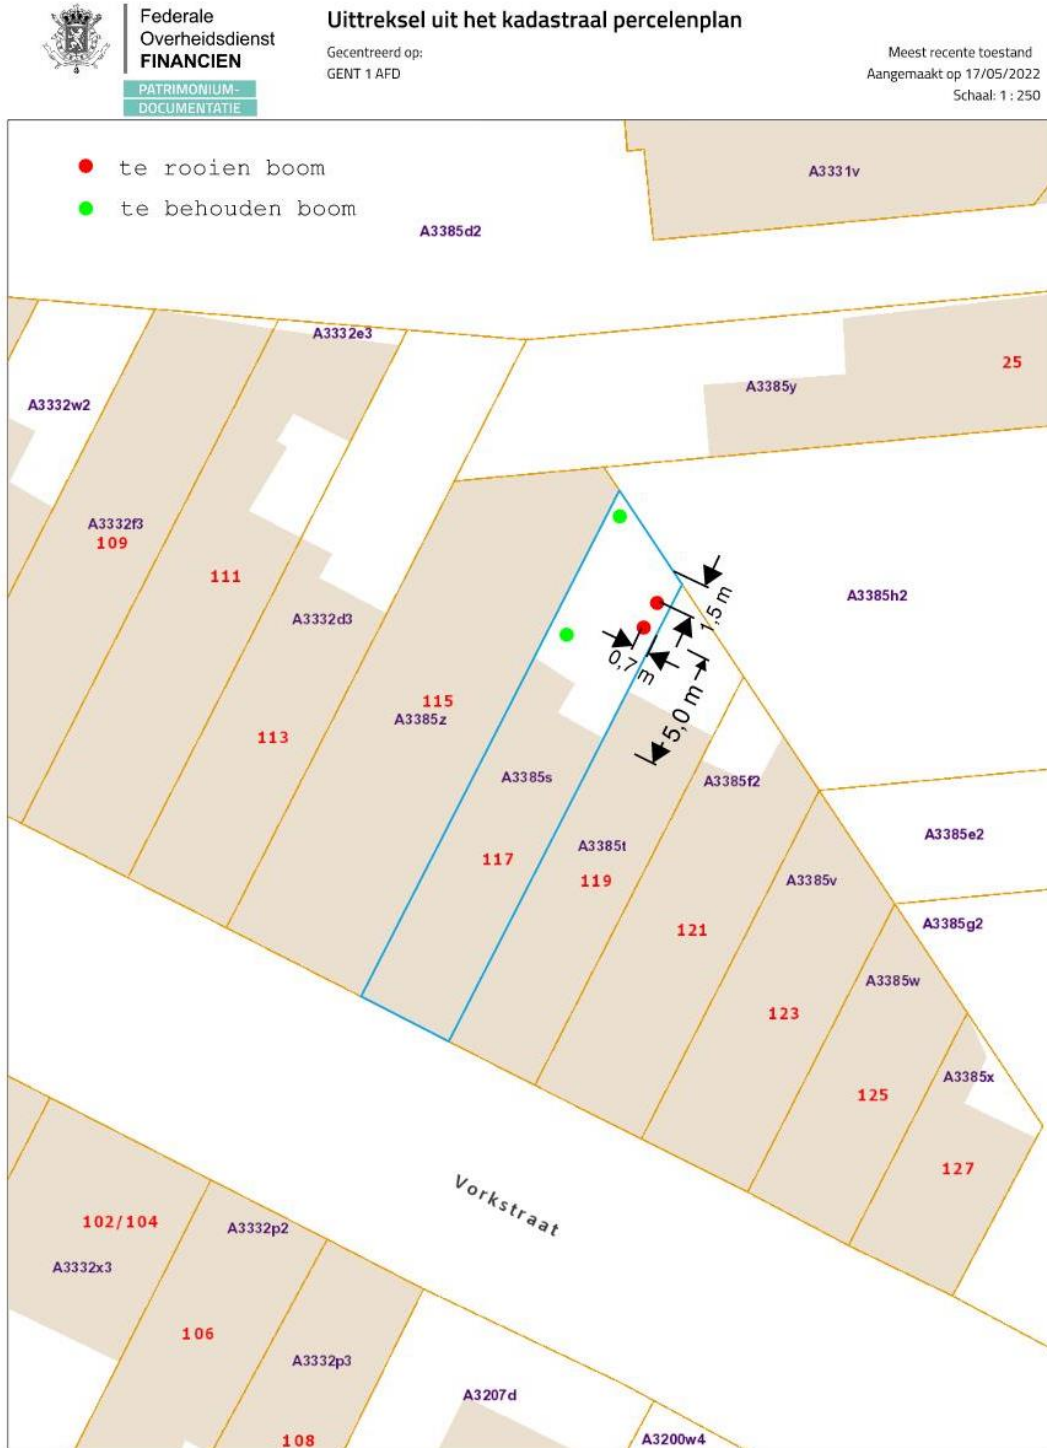 Federale
Overheidsdienst
FINANCIEN
PATRIMONIUM-
DOCUMENTATIE
Uittreksel uit het kadastraal percelenplan
Gecentreerd op:
GENT 1 AFD
Meest recente toestand
Aangemaakt op 17/05/2022
Schaal: 1 : 250
te rooien boom
te behouden boom
A3331v
A3385d2
A3332e3
A3332w2
A3385y
25
A3332f3
109
111
A3332d3
A3385h2
1,5 m
0,7 m
5,0 m
115
A3385z
113
A3385s
A3385f2
117
A3385t
119
A3385e2
A3385v
121
A3385g2
A3385w
123
A3385x
125
127
Vorkstraat
102/104
A3332p2
A3332x3
106
A3332p3
A3207d
108
A3200w4